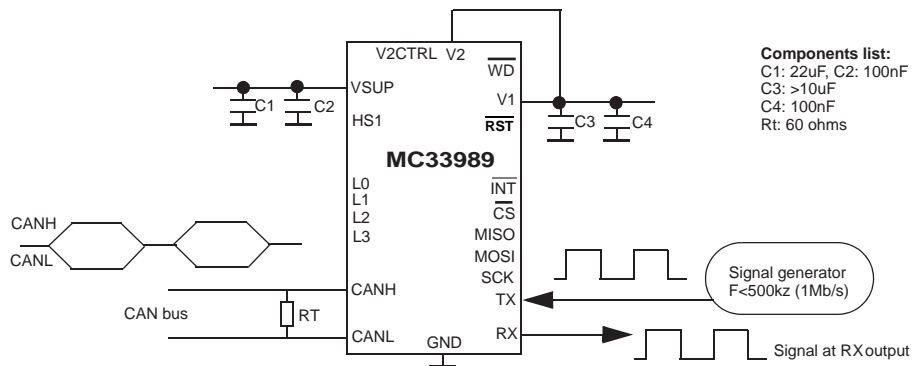 V2CTRL V2
WD
VSUP
C1
C2
V1
HS1
RST
C3
C4
MC33989
Components list:
C1: 22uF, C2: 100nF
C3: >10uF
C4: 100nF
Rt: 60 ohms
L0
L1
L2
L3
INT
CS
MISO
MOSI
SCK
TX
RX
CANH
CANL
CANH
CANL
CAN bus
RT
GND
Signal generator
F<500kz (1Mb/s)
Signal at RX output